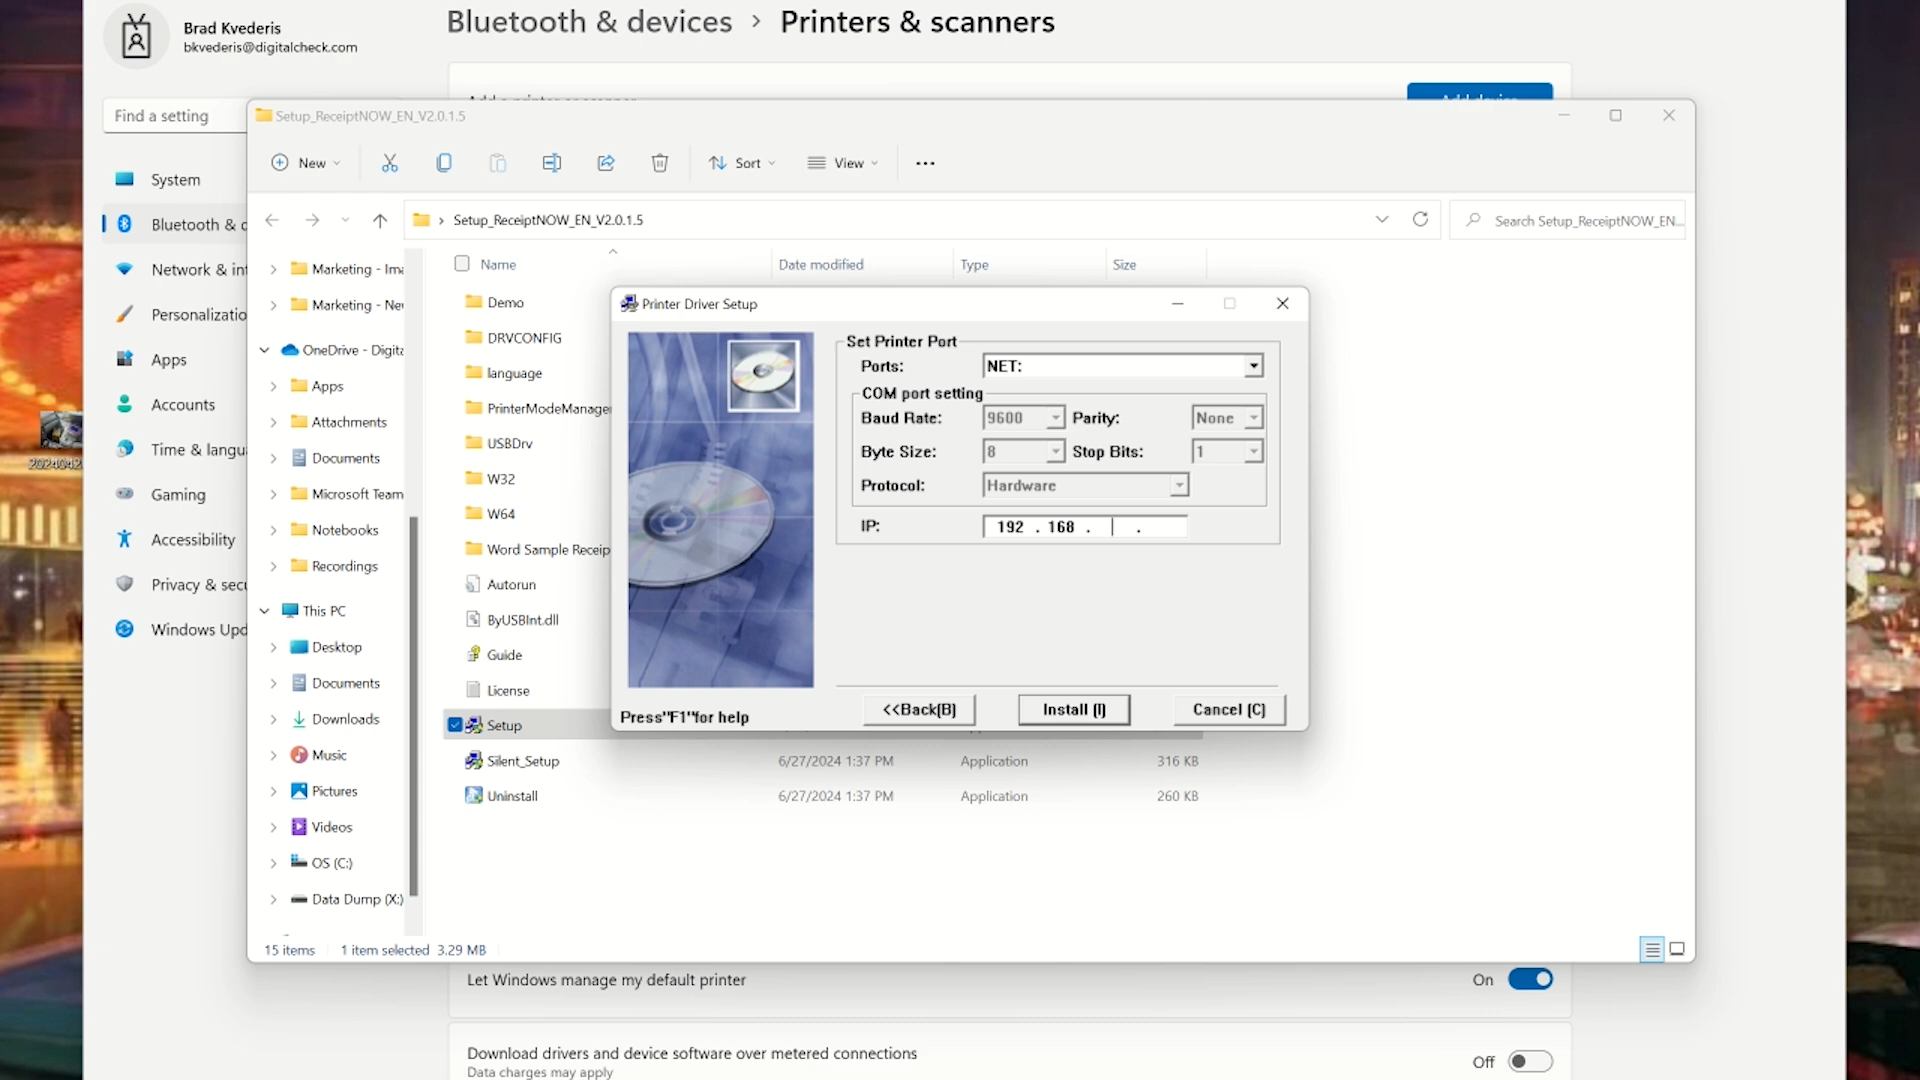 Brad Kvederis
bkvederis@digitalcheck.com
Bluetooth & devices > Printers & scanners
Find a setting
System
Bluetooth & d
Network & int
Personalizatio
Apps
Accounts
Time & langu
Gaming
Accessibility
Privacy & secu
Windows Upd
Setup_ReceiptNOW_EN_V2.0.1.5
New
Sort
View
Setup_ReceiptNOW_EN_V2.0.1.5
Search Setup_ReceiptNOW_EN...
Marketing - Ima
Marketing - Nev
OneDrive - Digita
Apps
Attachments
Documents
Microsoft Team
Notebooks
Recordings
This PC
Desktop
Documents
Downloads
Music
Pictures
Videos
OS (C:)
Data Dump (X:)
Name Date modified Type Size
Demo
DRVCONFIG
language
PrinterModeManager
USBDrv
W32
W64
Word Sample Receip
Autorun
ByUSBInt.dll
Guide
License
Setup
Silent_Setup 6/27/2024 1:37 PM Application 316 KB
Uninstall 6/27/2024 1:37 PM Application 260 KB
Printer Driver Setup
Set Printer Port
Ports: NET:
COM port setting
Baud Rate: 9600 Parity: None
Byte Size: 8 Stop Bits: 1
Protocol: Hardware
IP: 192 . 168 . .
Press"F1"for help
<<Back(B) Install (I) Cancel (C)
15 items 1 item selected 3.29 MB
Let Windows manage my default printer On
Download drivers and device software over metered connections Off
Data charges may apply